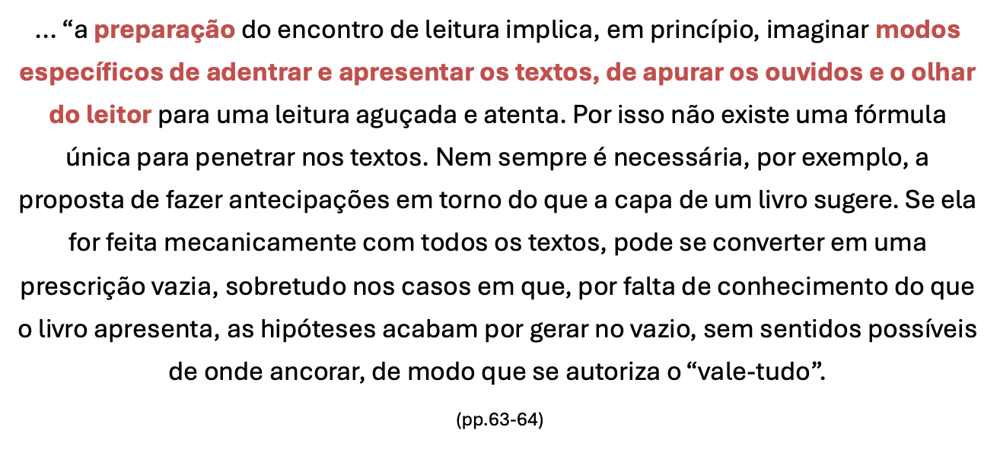 ... “a preparação do encontro de leitura implica, em princípio, imaginar modos
específicos de adentrar e apresentar os textos, de apurar os ouvidos e o olhar
do leitor para uma leitura aguçada e atenta. Por isso não existe uma fórmula
única para penetrar nos textos. Nem sempre é necessária, por exemplo, a
proposta de fazer antecipações em torno do que a capa de um livro sugere. Se ela
for feita mecanicamente com todos os textos, pode se converter em uma
prescrição vazia, sobretudo nos casos em que, por falta de conhecimento do que
o livro apresenta, as hipóteses acabam por gerar no vazio, sem sentidos possíveis
de onde ancorar, de modo que se autoriza o “vale-tudo”.
(pp.63-64)